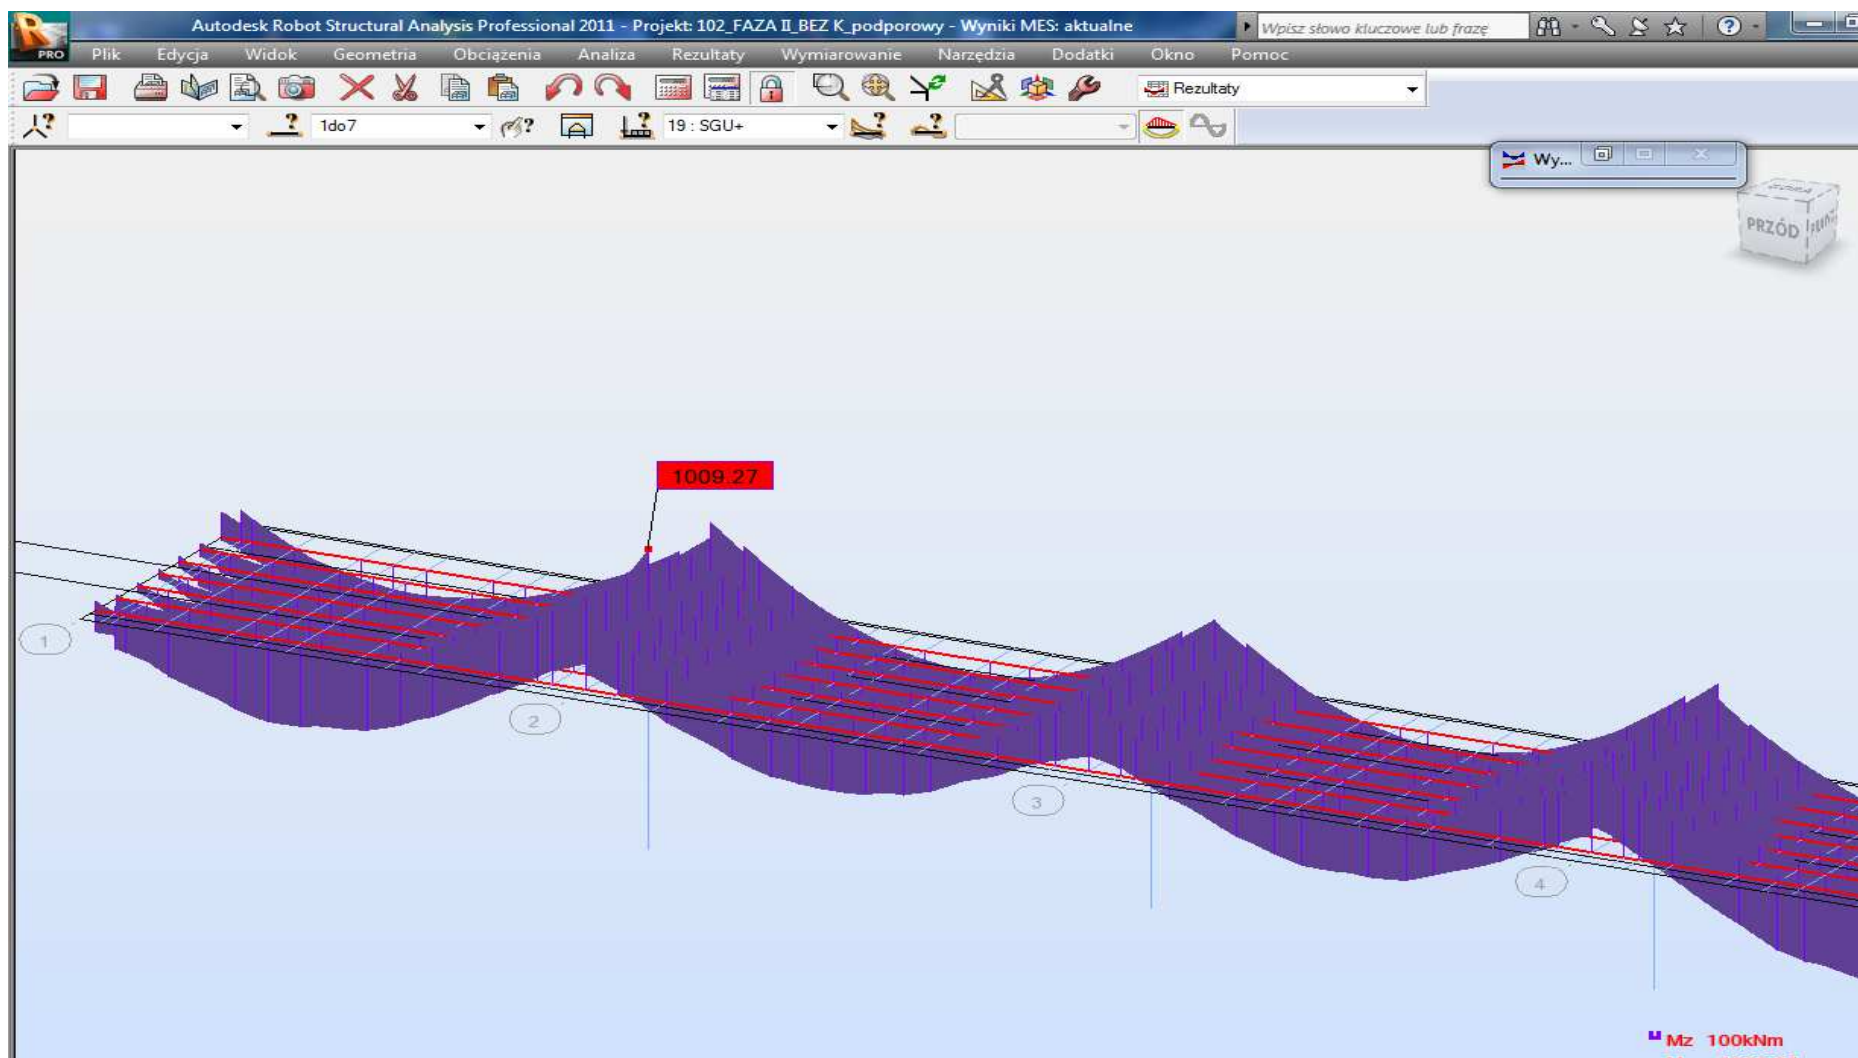 Autodesk Robot Structural Analysis Professional 2011 - Projekt: 102_FAZA II_BEZ K_podporowy - Wyniki MES: aktualne
Wpisz słowo kluczowe lub frazę
PRO Plik Edycja Widok Geometria Obciążenia Analiza Rezultaty Wymiarowanie Narzędzia Dodatki Okno Pomoc
Rezultaty
1do7 19 : SGU+
Wy...
GÓRA
PRZÓD
1009.27
1
2
3
4
Mz 100kNm